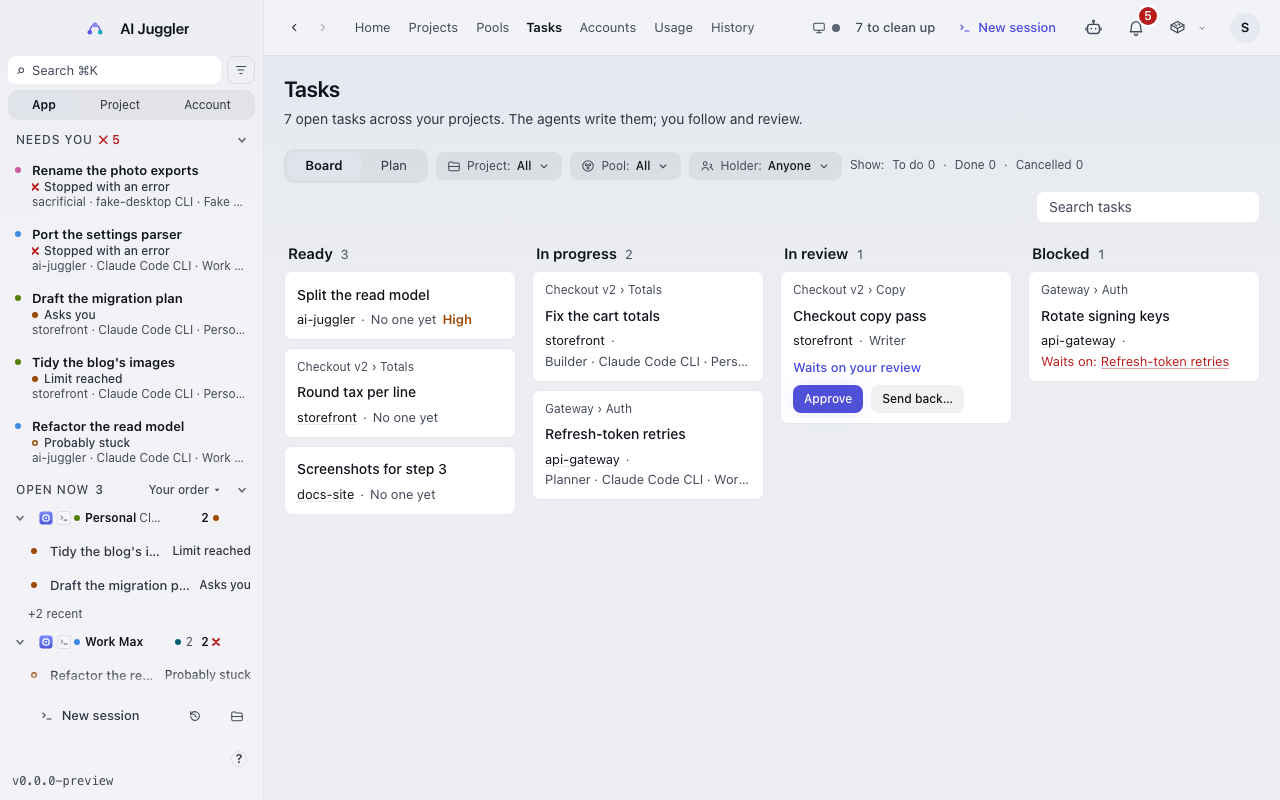 AI Juggler
Search ⌘K
App Project Account
NEEDS YOU 5
Rename the photo exports
Stopped with an error
sacrificial · fake-desktop CLI · Fake ...
Port the settings parser
Stopped with an error
ai-juggler · Claude Code CLI · Work ...
Draft the migration plan
Asks you
storefront · Claude Code CLI · Perso...
Tidy the blog's images
Limit reached
storefront · Claude Code CLI · Perso...
Refactor the read model
Probably stuck
ai-juggler · Claude Code CLI · Work ...
OPEN NOW 3 Your order
Personal Cl... 2
Tidy the blog's i... Limit reached
Draft the migration p... Asks you
+2 recent
Work Max 2 2
Refactor the re... Probably stuck
New session
?
v0.0.0-preview
Home Projects Pools Tasks Accounts Usage History
7 to clean up
New session
5
S
Tasks
7 open tasks across your projects. The agents write them; you follow and review.
Board Plan Project: All Pool: All Holder: Anyone Show: To do 0 · Done 0 · Cancelled 0
Search tasks
Ready 3
Split the read model
ai-juggler · No one yet High
Checkout v2 › Totals
Round tax per line
storefront · No one yet
Screenshots for step 3
docs-site · No one yet
In progress 2
Checkout v2 › Totals
Fix the cart totals
storefront ·
Builder · Claude Code CLI · Pers...
Gateway › Auth
Refresh-token retries
api-gateway ·
Planner · Claude Code CLI · Wor...
In review 1
Checkout v2 › Copy
Checkout copy pass
storefront · Writer
Waits on your review
Approve Send back...
Blocked 1
Gateway › Auth
Rotate signing keys
api-gateway ·
Waits on: Refresh-token retries